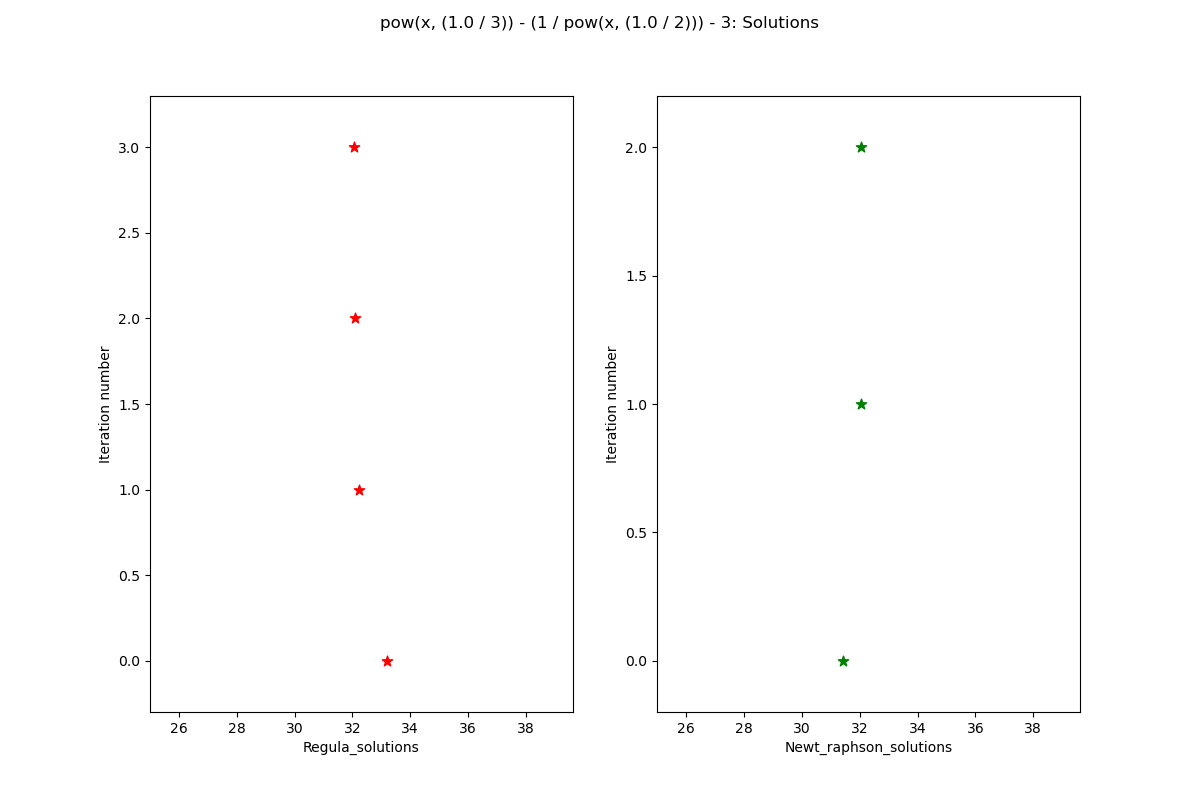 pow(x, (1.0 / 3)) - (1 / pow(x, (1.0 / 2))) - 3: Solutions
Iteration number
3.0
2.5
2.0
1.5
1.0
0.5
0.0
26 28 30 32 34 36 38
Regula_solutions
Iteration number
2.0
1.5
1.0
0.5
0.0
26 28 30 32 34 36 38
Newt_raphson_solutions